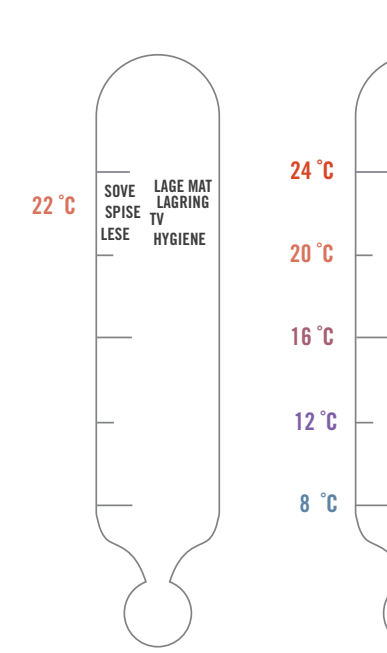 22 °C
SOVE
SPISE
LESE
LAGE MAT
LAGRING
TV
HYGIENE
24 °C
20 °C
16 °C
12 °C
8 °C